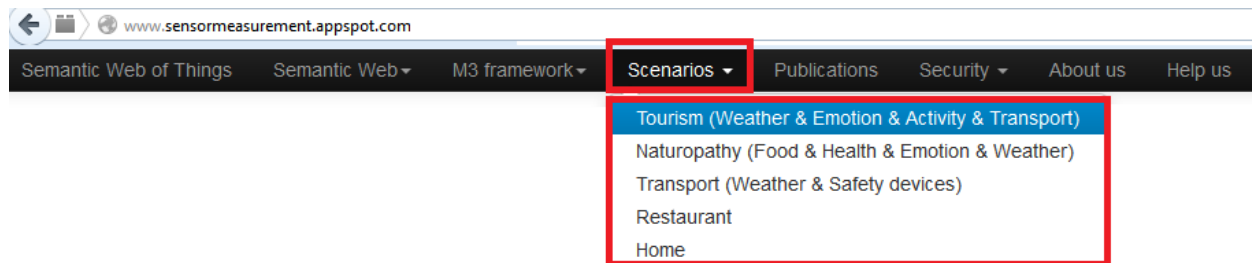 www.sensormeasurement.appspot.com
Semantic Web of Things Semantic Web M3 framework Scenarios Publications Security About us Help us
Tourism (Weather & Emotion & Activity & Transport)
Naturopathy (Food & Health & Emotion & Weather)
Transport (Weather & Safety devices)
Restaurant
Home